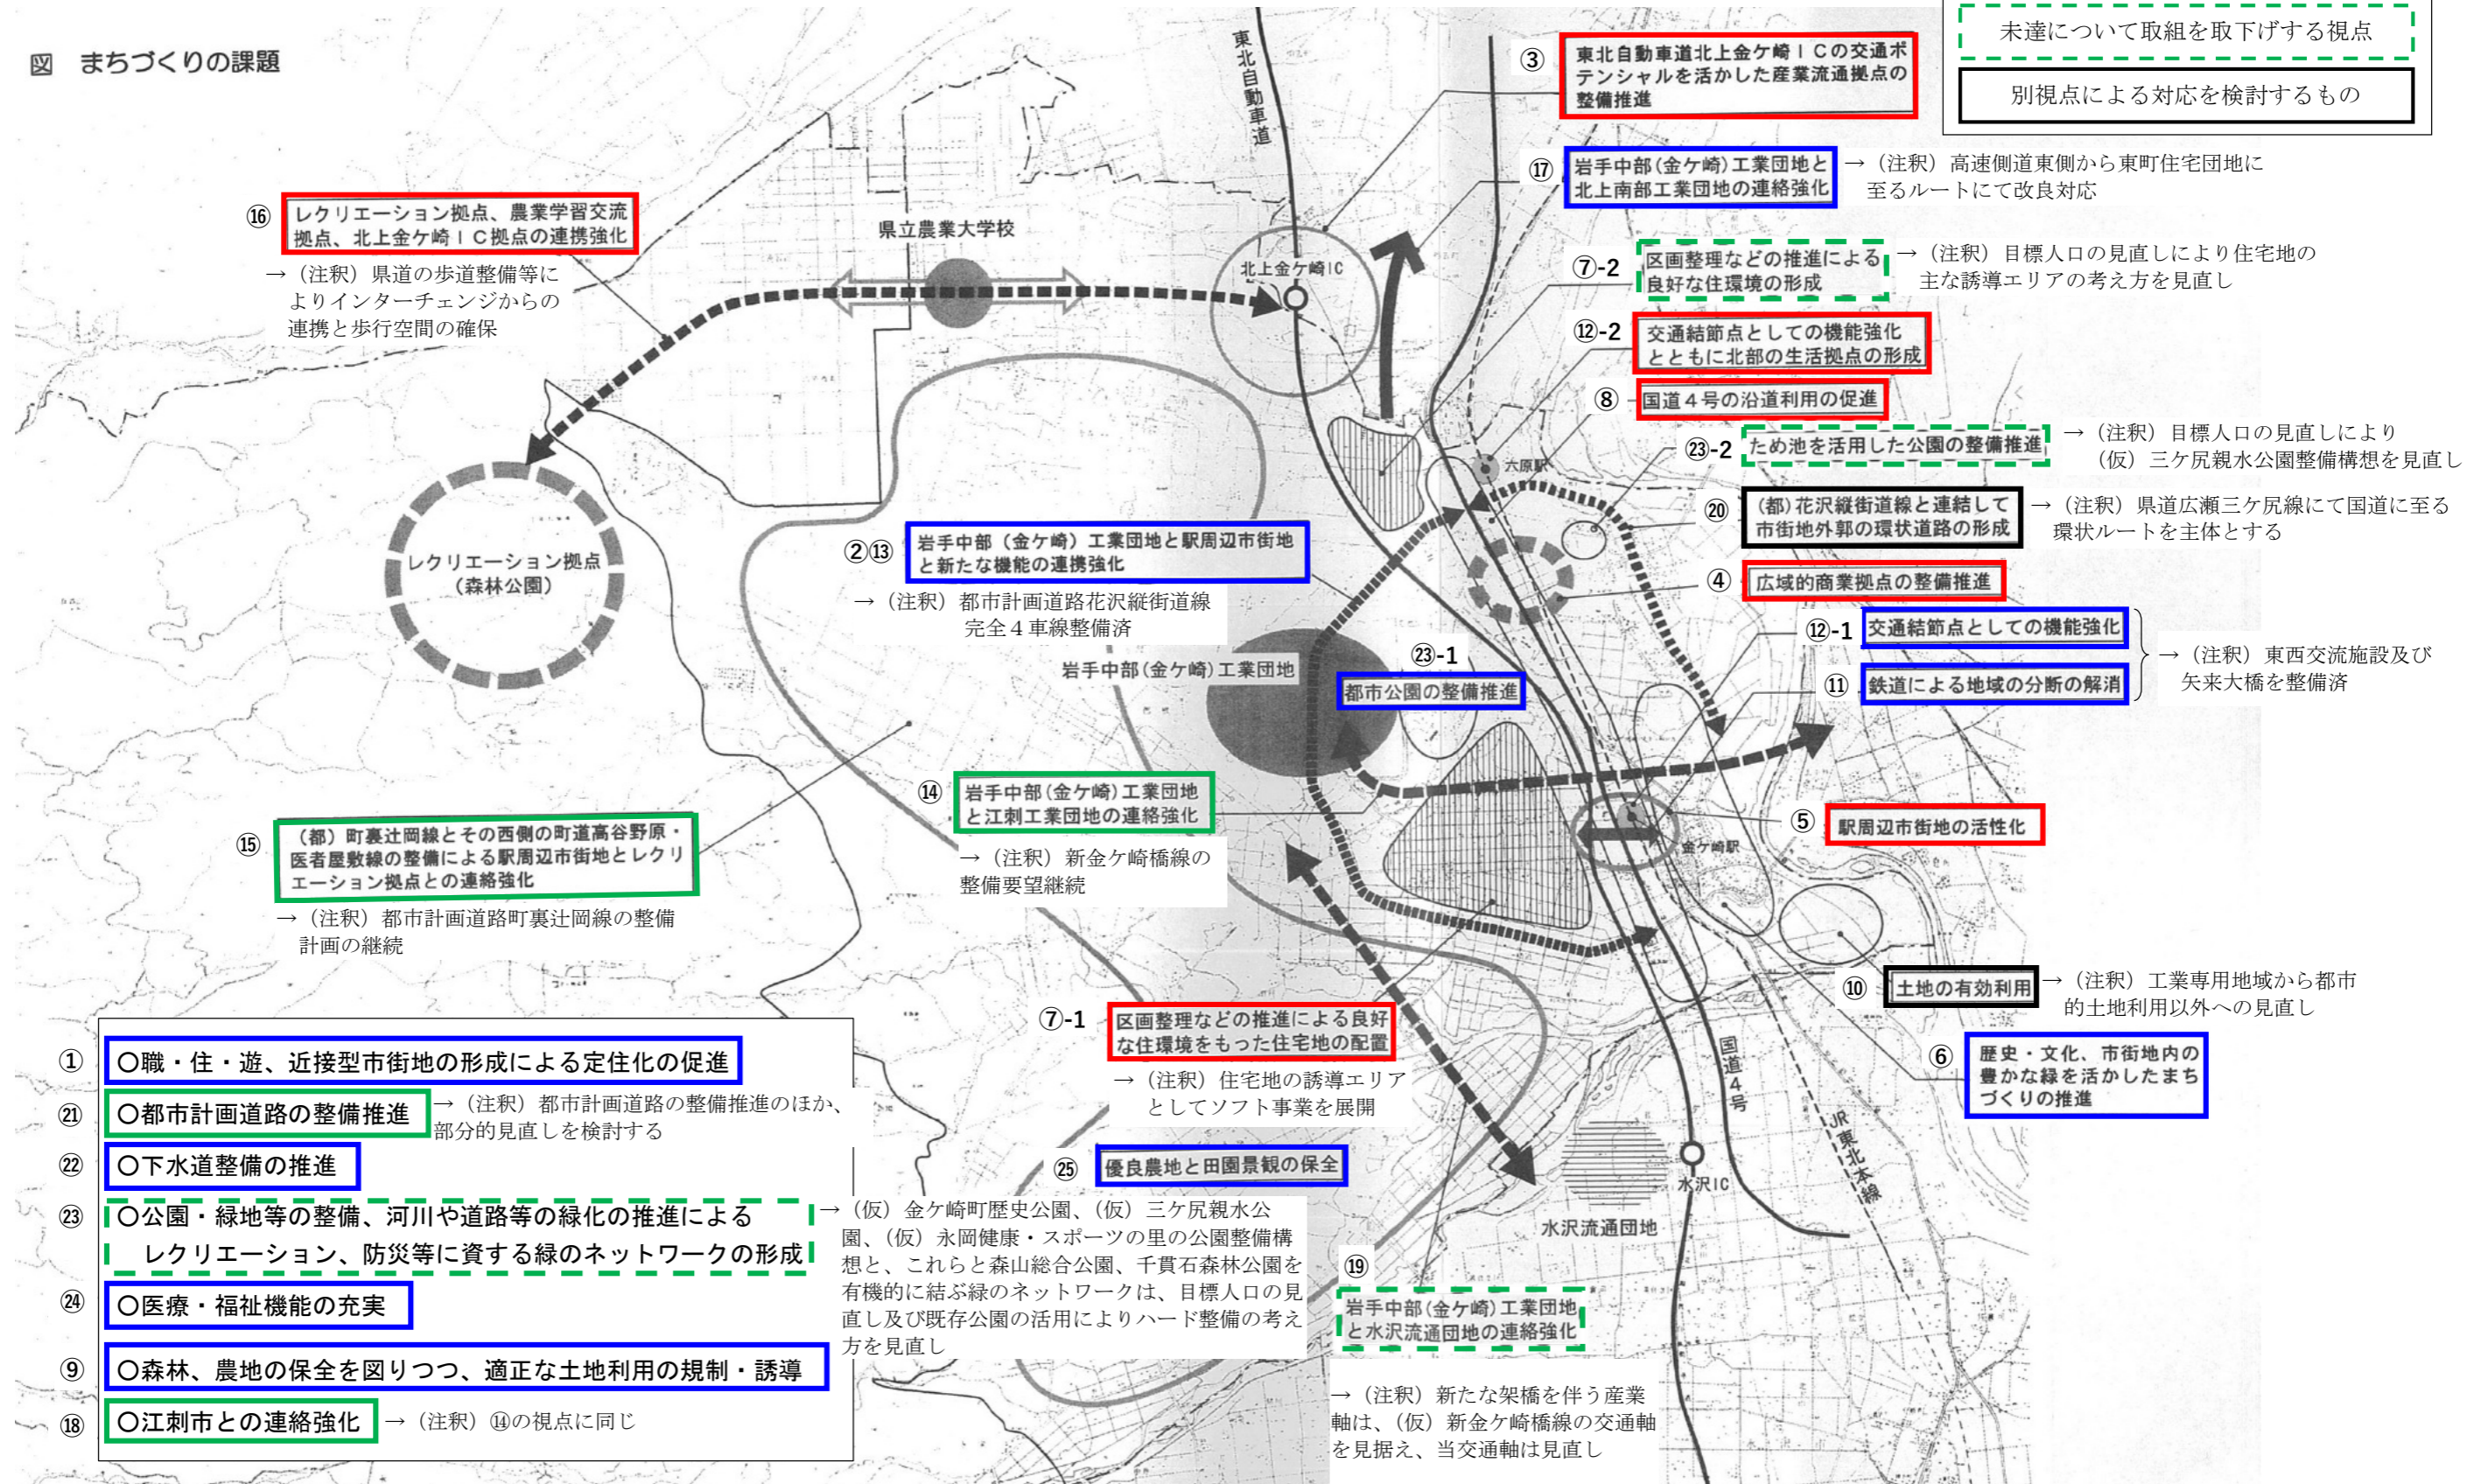 図 まちづくりの課題
未達について取組を取下げする視点
別視点による対応を検討するもの
東北自動車道
③
東北自動車道北上金ケ崎ICの交通ポ
テンシャルを活かした産業流通拠点の
整備推進
⑰
岩手中部(金ケ崎)工業団地と
北上南部工業団地の連絡強化
→（注釈）高速側道東側から東町住宅団地に
至るルートにて改良対応
⑯
レクリエーション拠点、農業学習交流
拠点、北上金ケ崎IC拠点の連携強化
→（注釈）県道の歩道整備等に
よりインターチェンジからの
連携と歩行空間の確保
県立農業大学校
北上金ケ崎IC
⑦-2
区画整理などの推進による
良好な住環境の形成
→（注釈）目標人口の見直しにより住宅地の
主な誘導エリアの考え方を見直し
⑫-2
交通結節点としての機能強化
とともに北部の生活拠点の形成
⑧
国道４号の沿道利用の促進
六原駅
㉓-2
ため池を活用した公園の整備推進
→（注釈）目標人口の見直しにより
（仮）三ケ尻親水公園整備構想を見直し
⑳
(都)花沢縦街道線と連結して
市街地外郭の環状道路の形成
→（注釈）県道広瀬三ケ尻線にて国道に至る
環状ルートを主体とする
②⑬
岩手中部（金ケ崎）工業団地と駅周辺市街地
と新たな機能の連携強化
→（注釈）都市計画道路花沢縦街道線
完全４車線整備済
レクリエーション拠点
（森林公園）
④
広域的商業拠点の整備推進
⑫-1
交通結節点としての機能強化
⑪
鉄道による地域の分断の解消
→（注釈）東西交流施設及び
矢来大橋を整備済
岩手中部(金ケ崎)工業団地
㉓-1
都市公園の整備推進
⑭
岩手中部(金ケ崎)工業団地
と江刺工業団地の連絡強化
→（注釈）新金ケ崎橋線の
整備要望継続
⑮
（都）町裏辻岡線とその西側の町道高谷野原・
医者屋敷線の整備による駅周辺市街地とレクリ
エーション拠点との連絡強化
→（注釈）都市計画道路町裏辻岡線の整備
計画の継続
⑤
駅周辺市街地の活性化
金ケ崎駅
⑩
土地の有効利用
→（注釈）工業専用地域から都市
的土地利用以外への見直し
⑦-1
区画整理などの推進による良好
な住環境をもった住宅地の配置
→（注釈）住宅地の誘導エリア
としてソフト事業を展開
⑥
歴史・文化、市街地内の
豊かな緑を活かしたまち
づくりの推進
国道４号
JR東北本線
㉕
優良農地と田園景観の保全
水沢IC
水沢流通団地
⑲
岩手中部(金ケ崎)工業団地
と水沢流通団地の連絡強化
→（注釈）新たな架橋を伴う産業
軸は、（仮）新金ケ崎橋線の交通軸
を見据え、当交通軸は見直し
①
○職・住・遊、近接型市街地の形成による定住化の促進
㉑
○都市計画道路の整備推進
→（注釈）都市計画道路の整備推進のほか、
部分的見直しを検討する
㉒
○下水道整備の推進
㉓
○公園・緑地等の整備、河川や道路等の緑化の推進による
レクリエーション、防災等に資する緑のネットワークの形成
→（仮）金ケ崎町歴史公園、（仮）三ケ尻親水公
園、（仮）永岡健康・スポーツの里の公園整備構
想と、これらと森山総合公園、千貫石森林公園を
有機的に結ぶ緑のネットワークは、目標人口の見
直し及び既存公園の活用によりハード整備の考え
方を見直し
㉔
○医療・福祉機能の充実
⑨
○森林、農地の保全を図りつつ、適正な土地利用の規制・誘導
⑱
○江刺市との連絡強化
→（注釈）⑭の視点に同じ